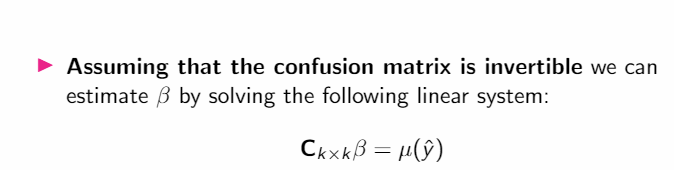 ▶ Assuming that the confusion matrix is invertible we can
estimate β by solving the following linear system:
C_{k×k}β = μ(ŷ)